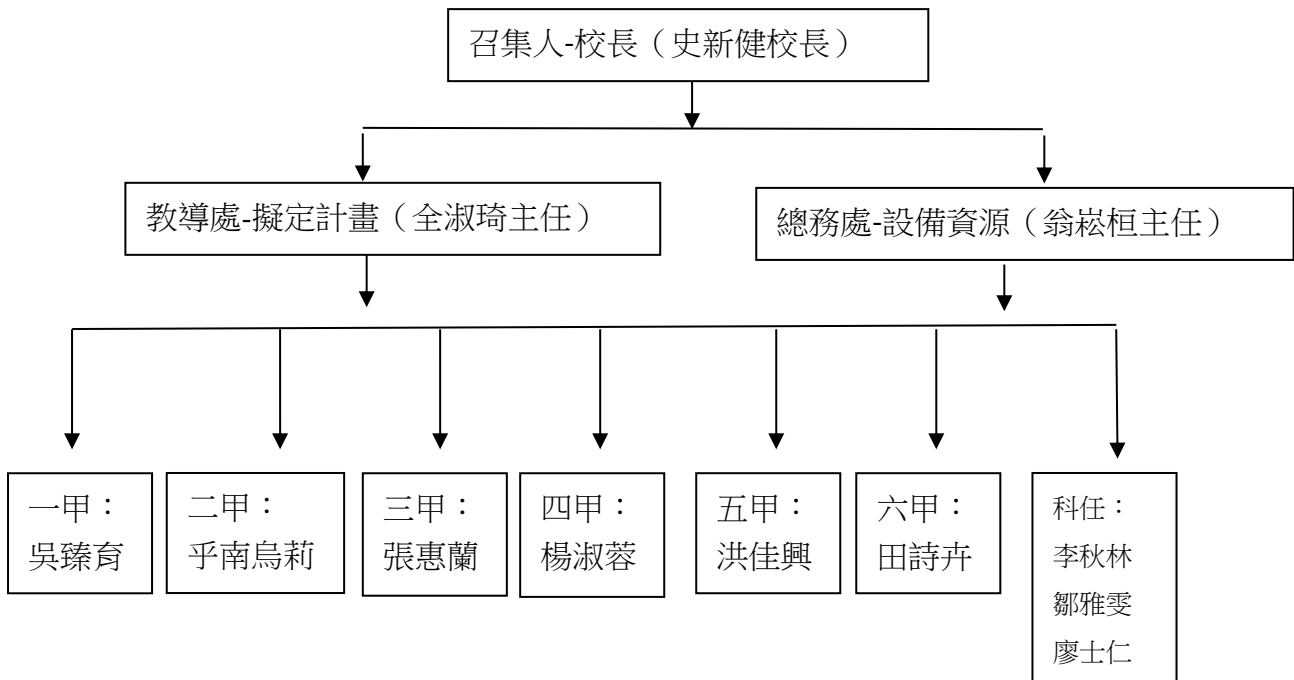 召集人-校長（史新健校長）
教導處-擬定計畫（全淑琦主任）
總務處-設備資源（翁崧桓主任）
一甲：
吳臻育
二甲：
乎南烏莉
三甲：
張惠蘭
四甲：
楊淑蓉
五甲：
洪佳興
六甲：
田詩卉
科任：
李秋林
鄒雅雯
廖士仁